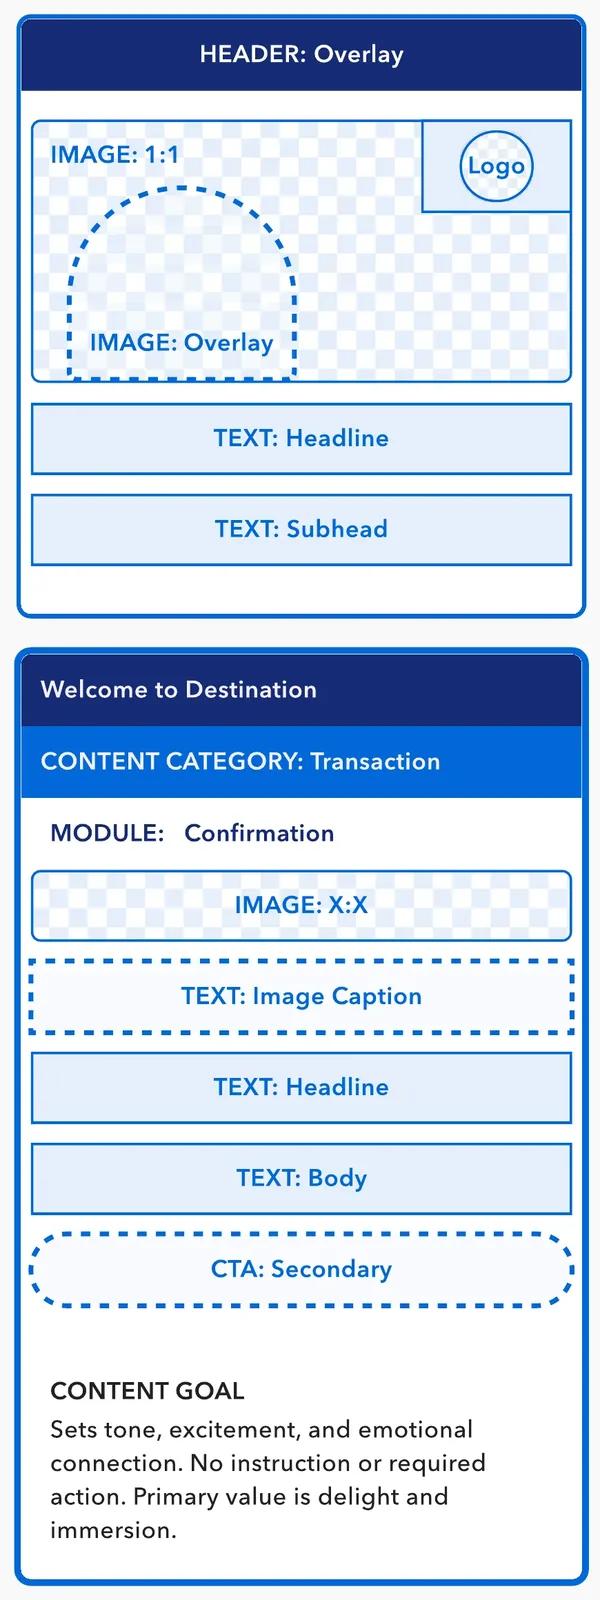 HEADER: Overlay
IMAGE: 1:1
Logo
IMAGE: Overlay
TEXT: Headline
TEXT: Subhead
Welcome to Destination
CONTENT CATEGORY: Transaction
MODULE: Confirmation
IMAGE: X:X
TEXT: Image Caption
TEXT: Headline
TEXT: Body
CTA: Secondary
CONTENT GOAL
Sets tone, excitement, and emotional
connection. No instruction or required
action. Primary value is delight and
immersion.